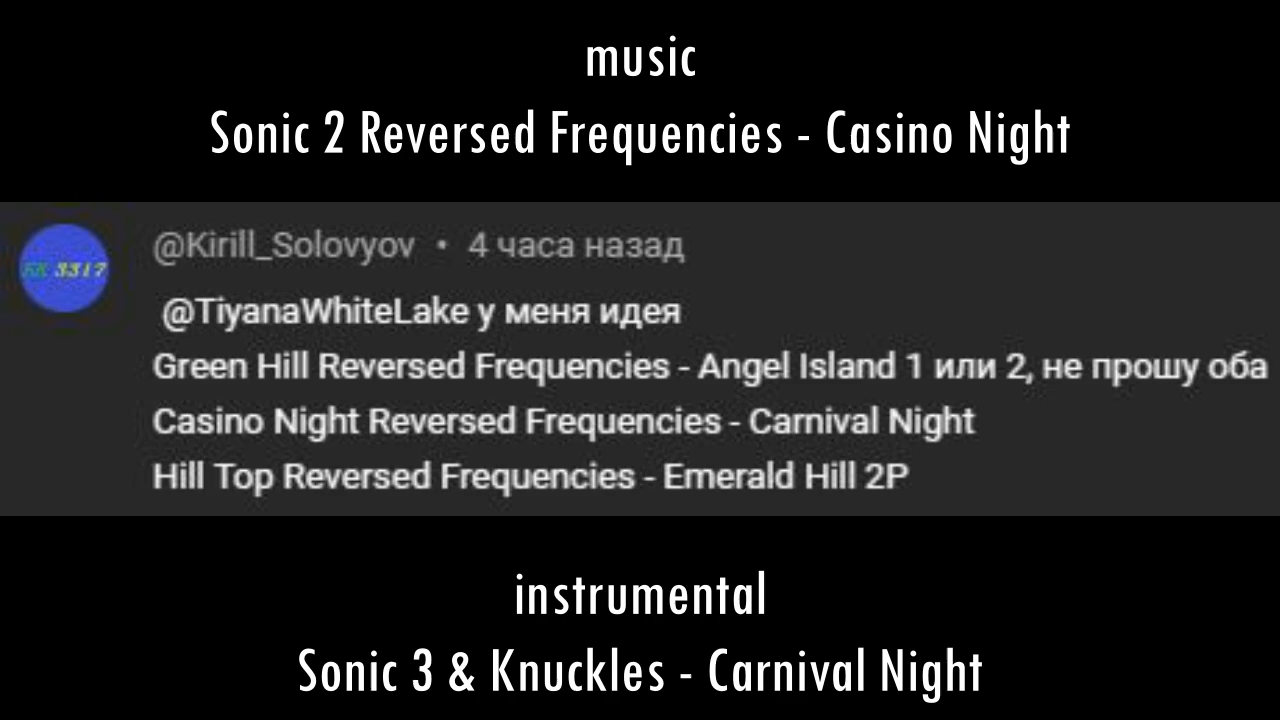 music
Sonic 2 Reversed Frequencies - Casino Night
KK 3317
@Kirill_Solovyov • 4 часа назад
@TiyanaWhiteLake у меня идея
Green Hill Reversed Frequencies - Angel Island 1 или 2, не прошу оба
Casino Night Reversed Frequencies - Carnival Night
Hill Top Reversed Frequencies - Emerald Hill 2P
instrumental
Sonic 3 & Knuckles - Carnival Night